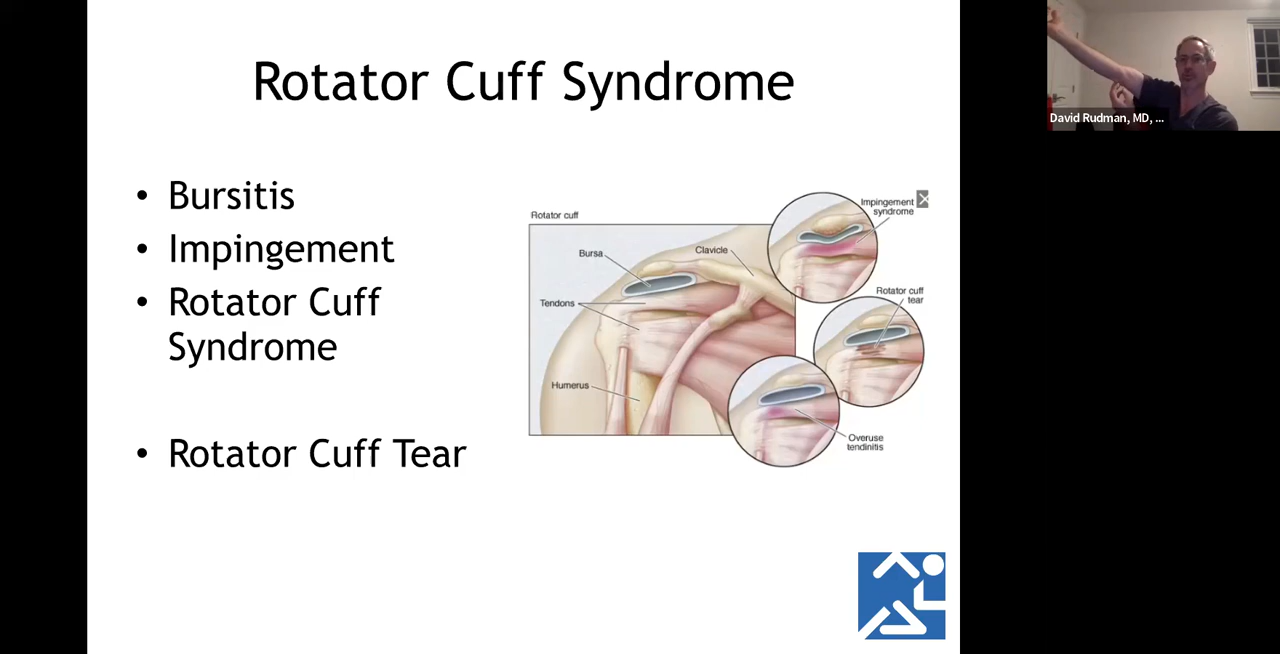 Rotator Cuff Syndrome
• Bursitis
• Impingement
• Rotator Cuff
Syndrome
• Rotator Cuff Tear
Rotator cuff
Bursa
Clavicle
Tendons
Humerus
Impingement
syndrome
Rotator cuff
tear
Overuse
tendinitis
David Rudman, MD, ...